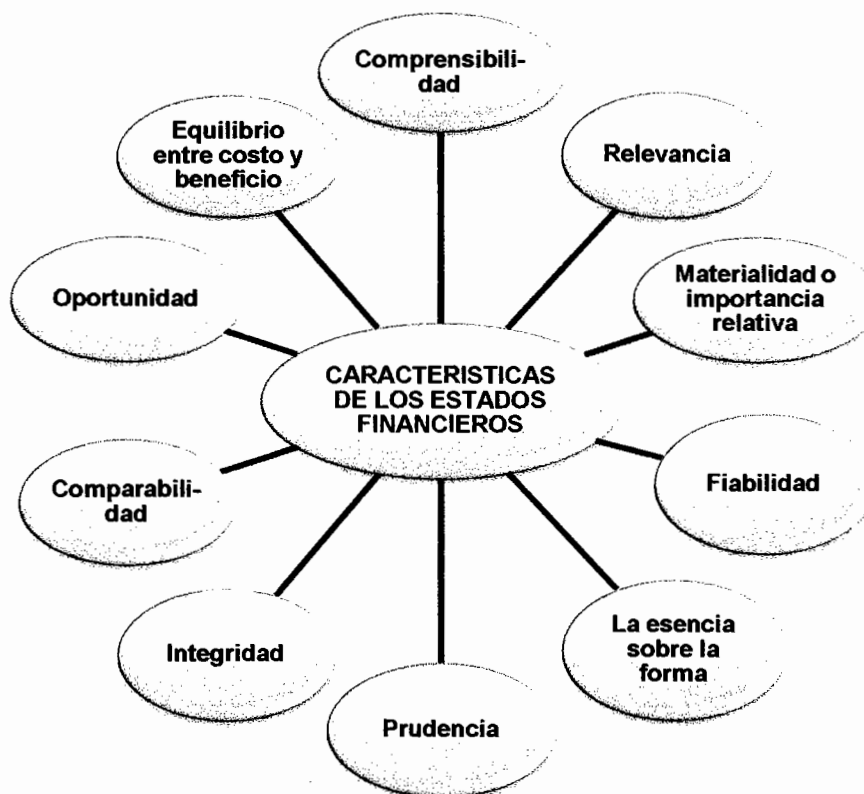 Comprensibili-
dad
Relevancia
Materialidad o
importancia
relativa
Fiabilidad
La esencia
sobre la
forma
Prudencia
Integridad
Comparabili-
dad
Oportunidad
Equilibrio
entre costo y
beneficio
CARACTERISTICAS
DE LOS ESTADOS
FINANCIEROS